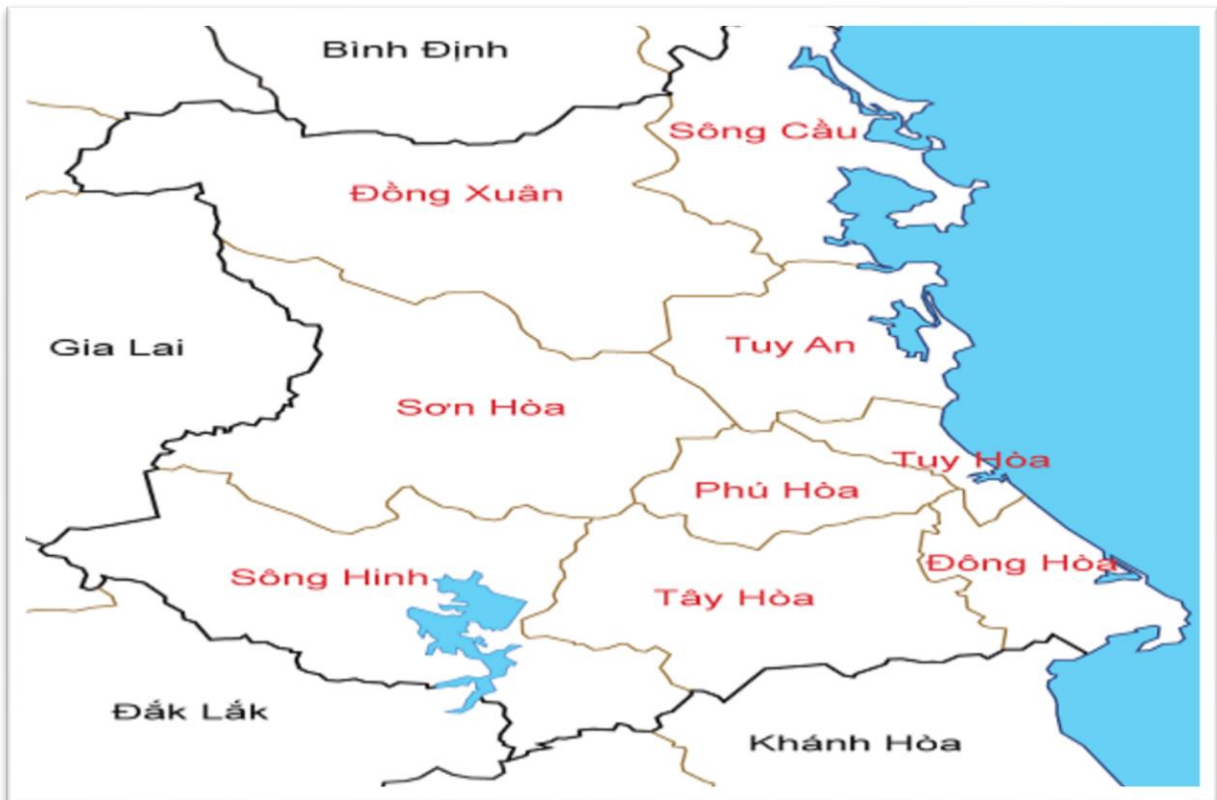 Bình Định
Sông Cầu
Đồng Xuân
Gia Lai
Tuy An
Sơn Hòa
Tuy Hòa
Phú Hòa
Đông Hòa
Sông Hinh
Tây Hòa
Đắk Lắk
Khánh Hòa